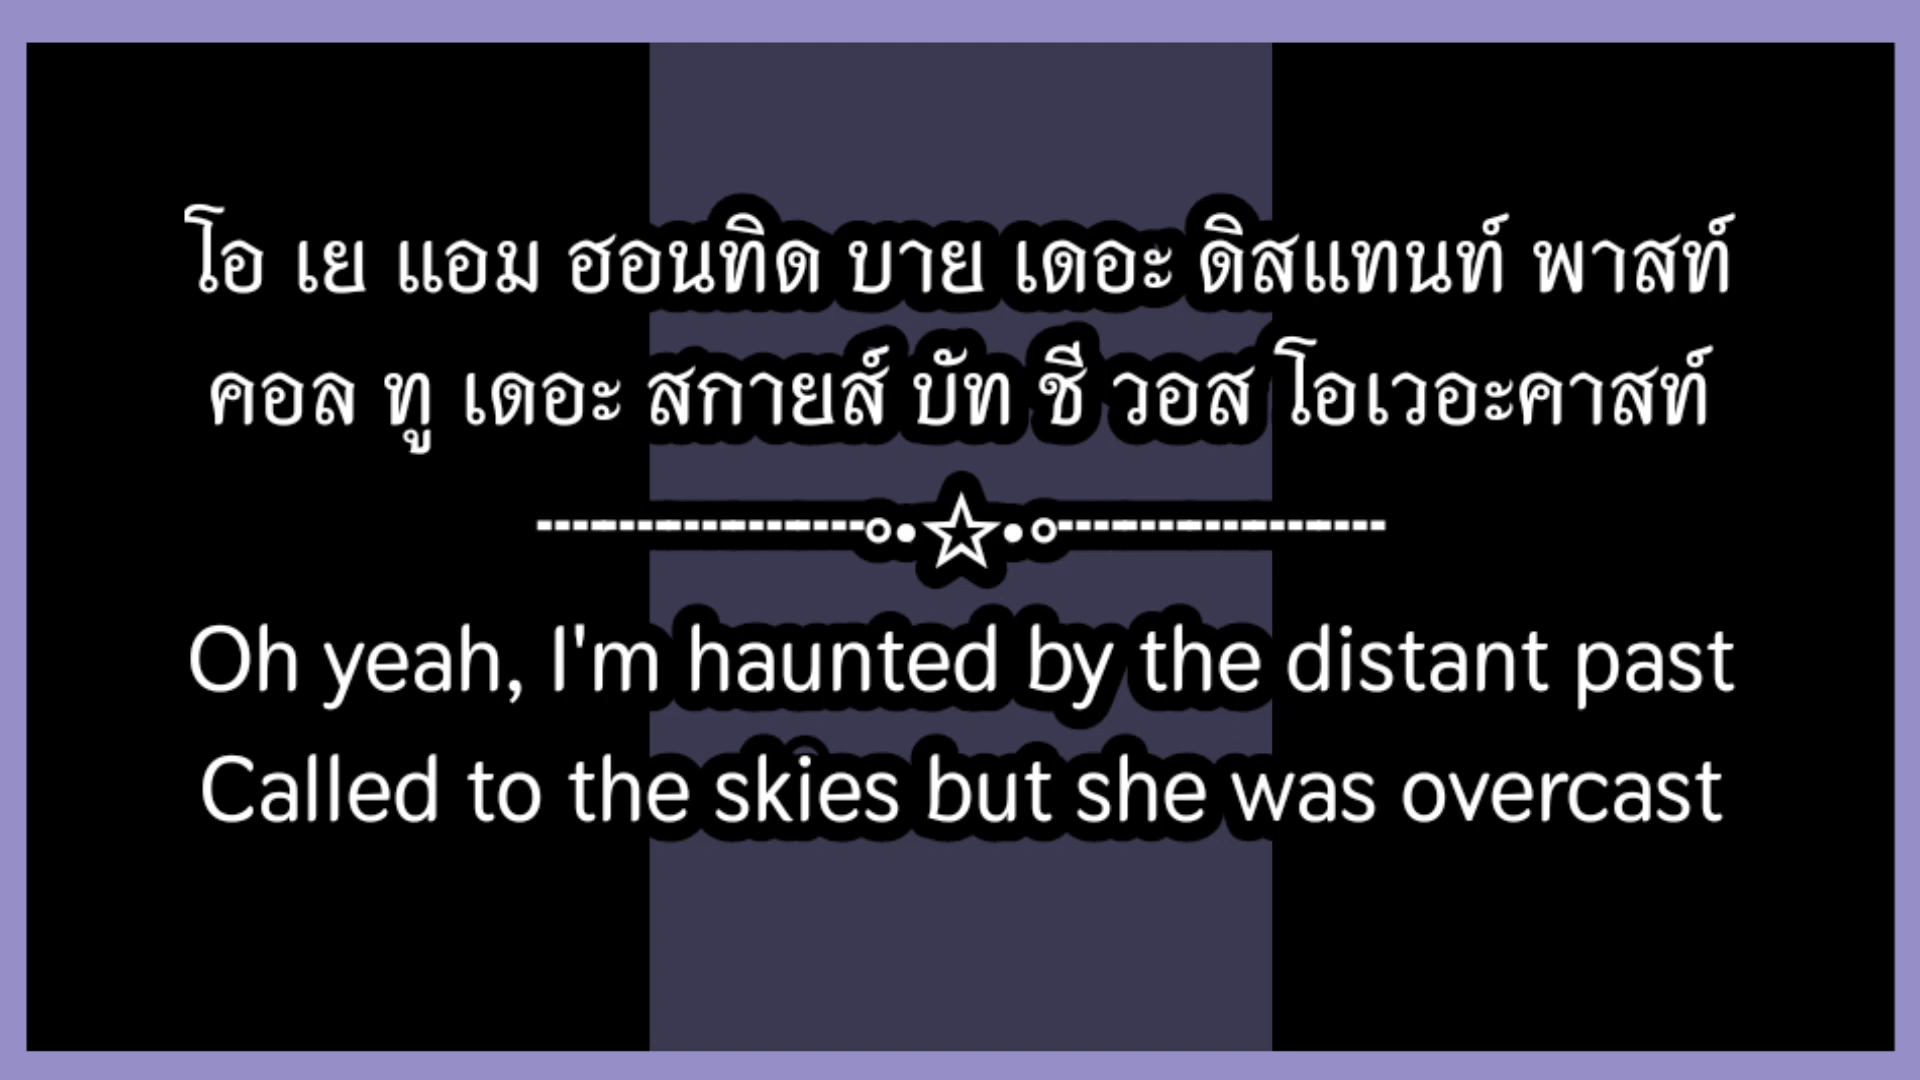 โอ เย แอม ฮอนทิด บาย เดอะ ดิสแทนท์ พาสท์
คอล ทู เดอะ สกายส์ บัท ชี วอส โอเวอะคาสท์
Oh yeah, I'm haunted by the distant past
Called to the skies but she was overcast